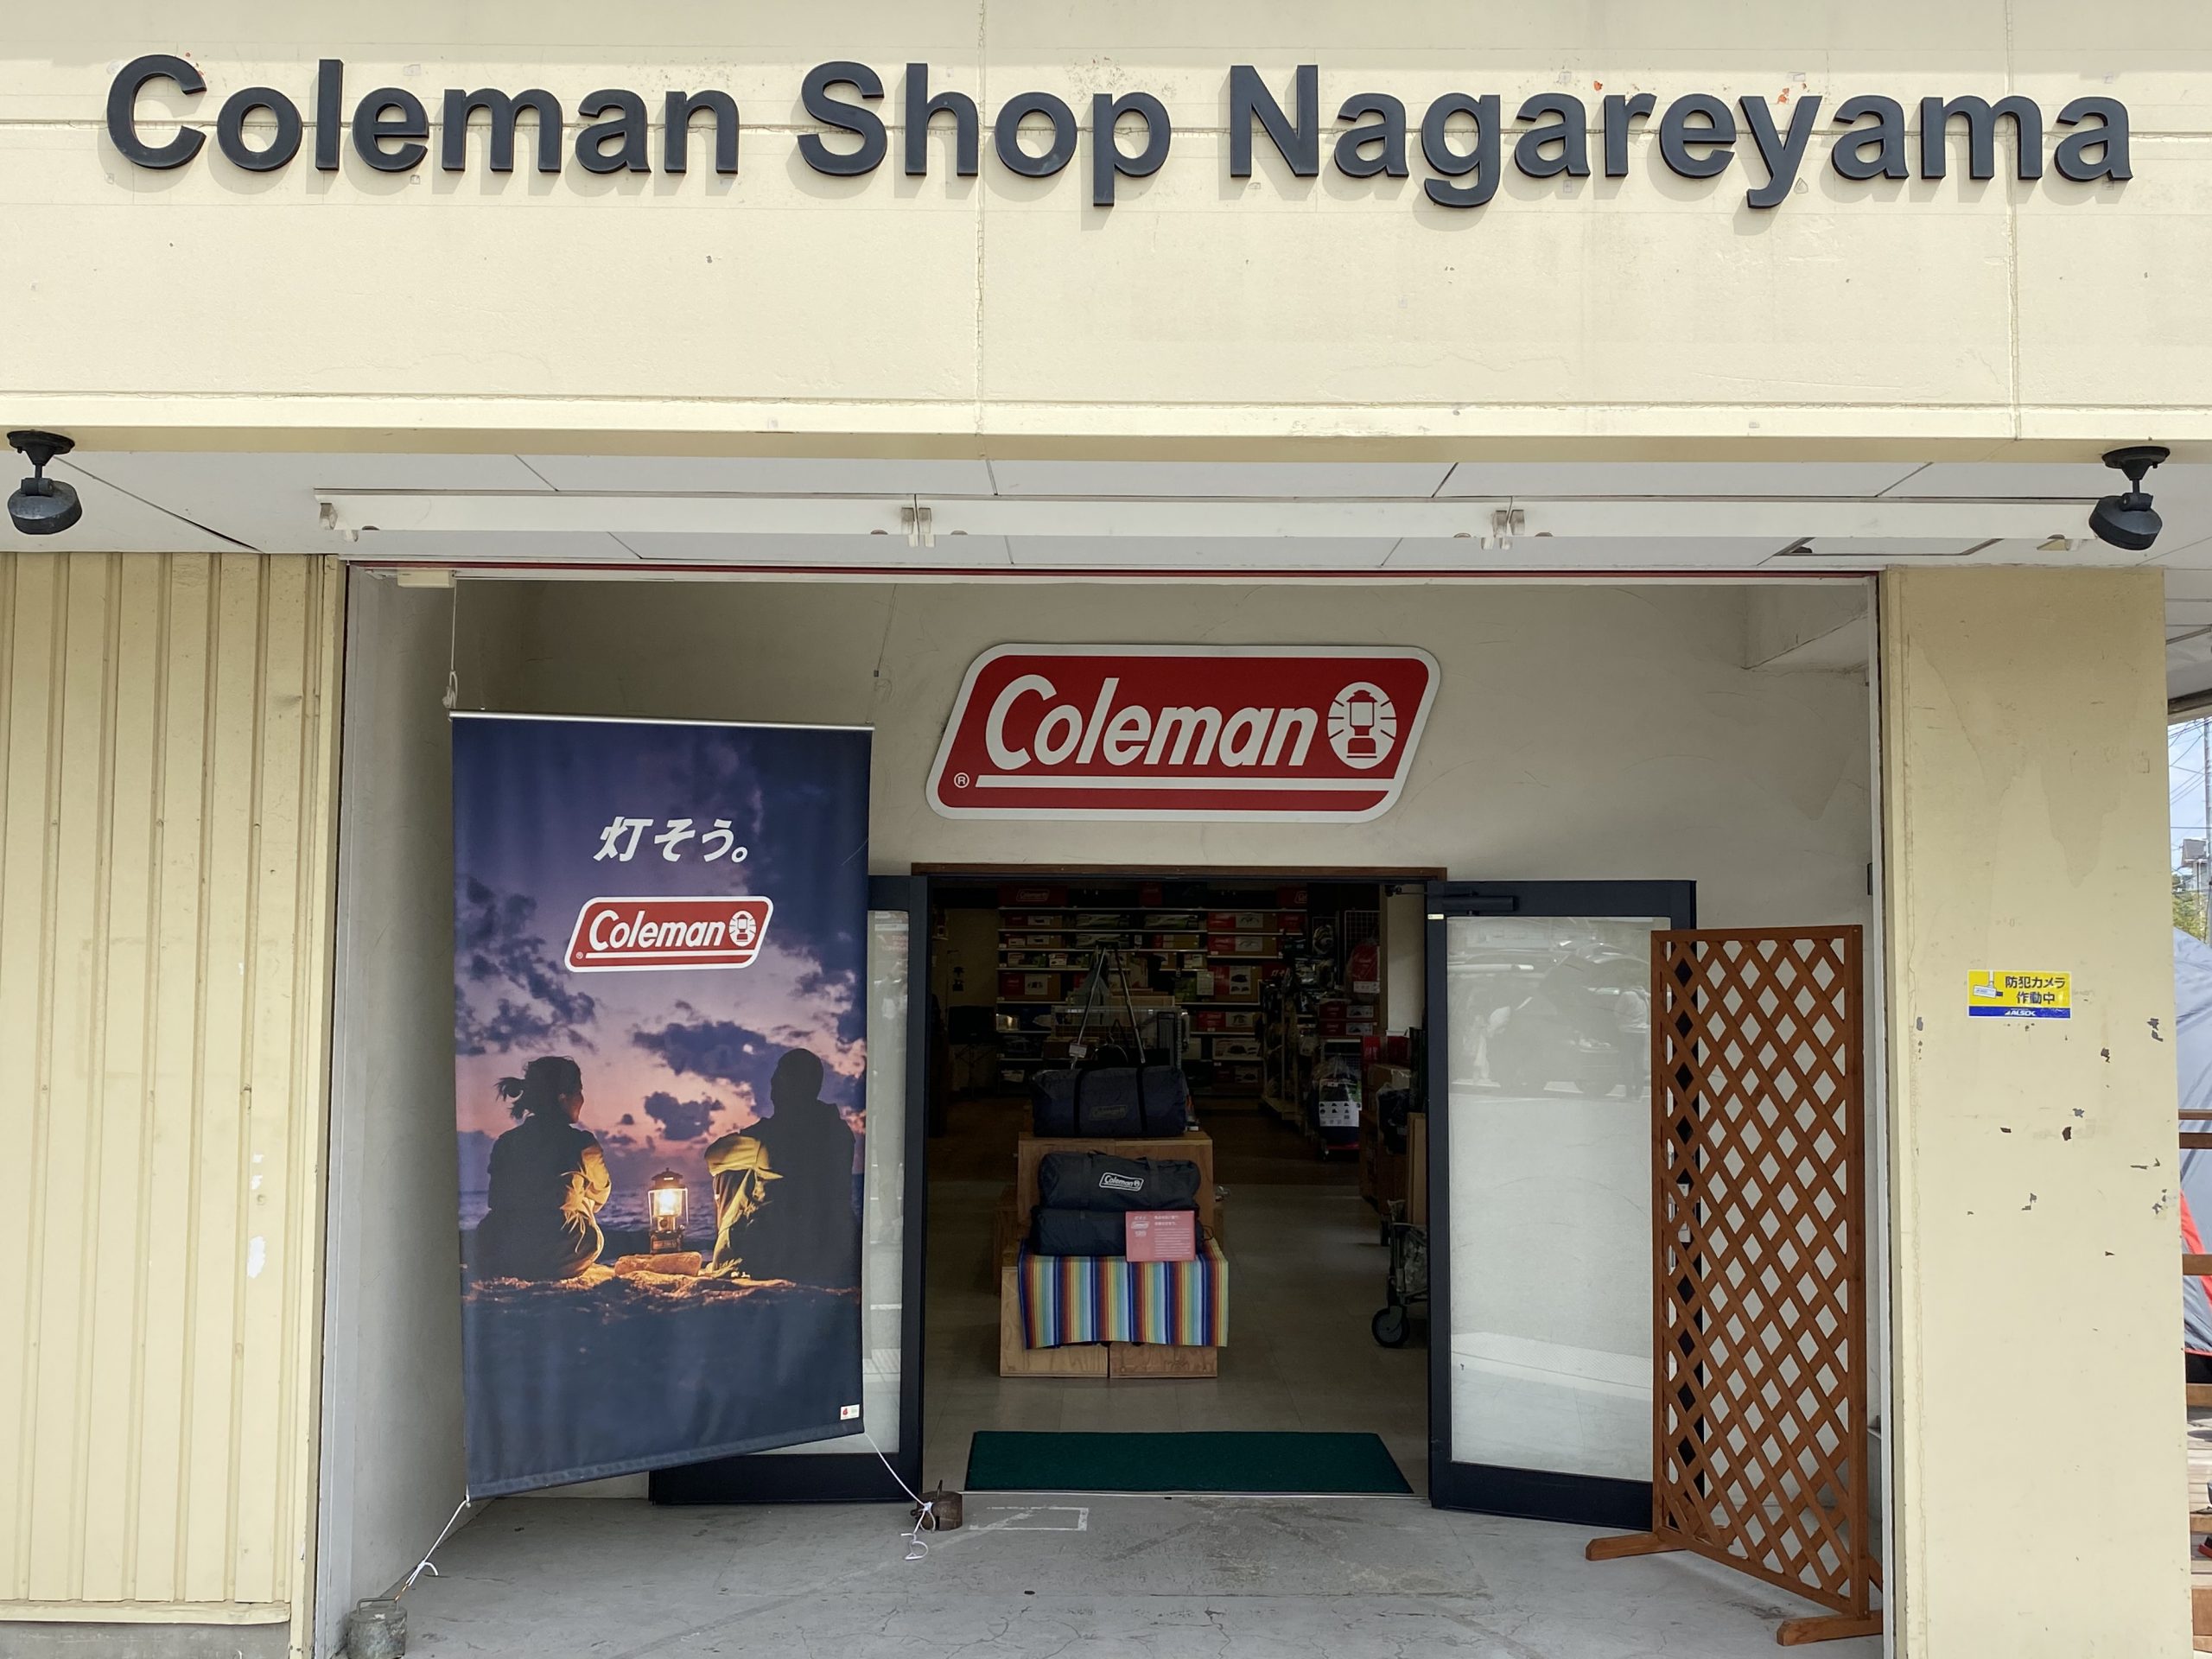 Coleman Shop Nagareyama
Coleman
®
灯そう。
Coleman
®
防犯カメラ
作動中
ALSOK
Coleman